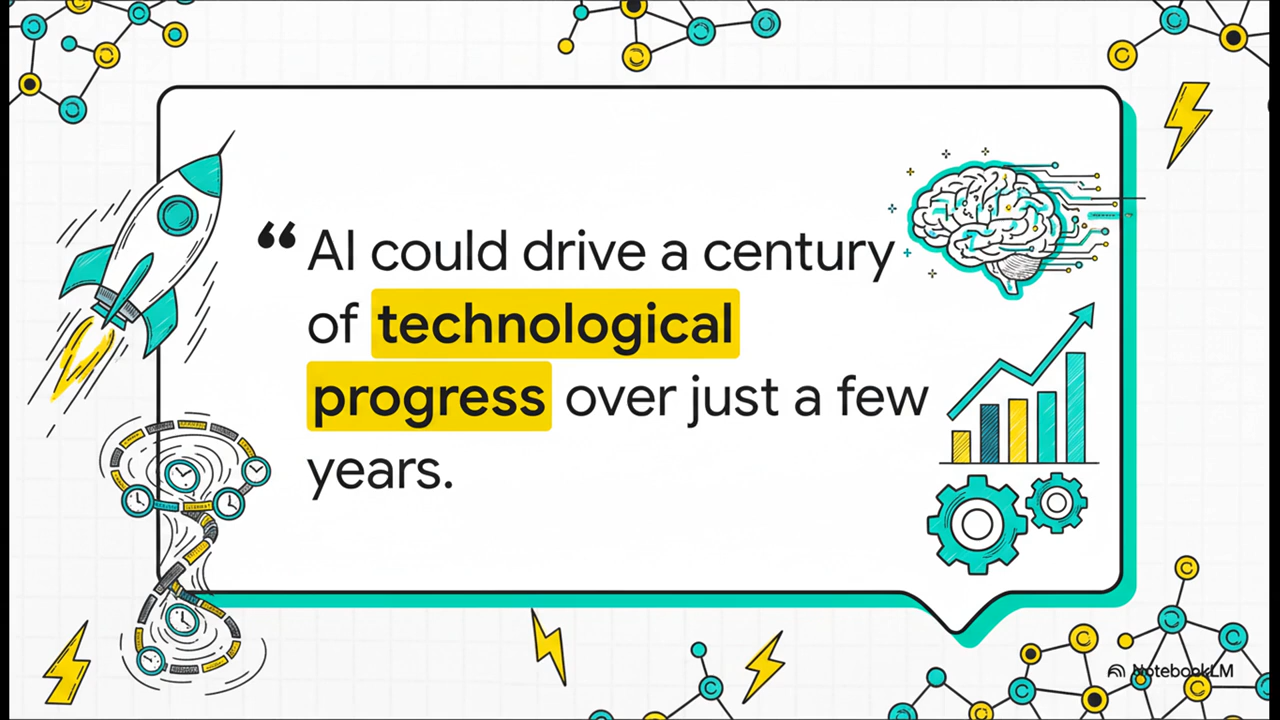 “ AI could drive a century
of technological
progress over just a few
years.
NotebookLM